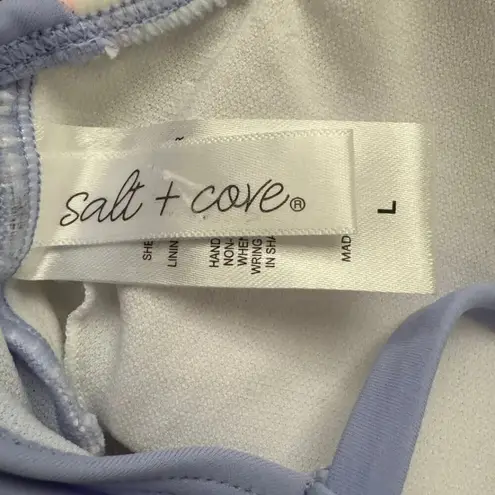 salt + cove®
L
SHE
LININ
HAND
NON-
WHEN
WRING
IN SHA
MAD